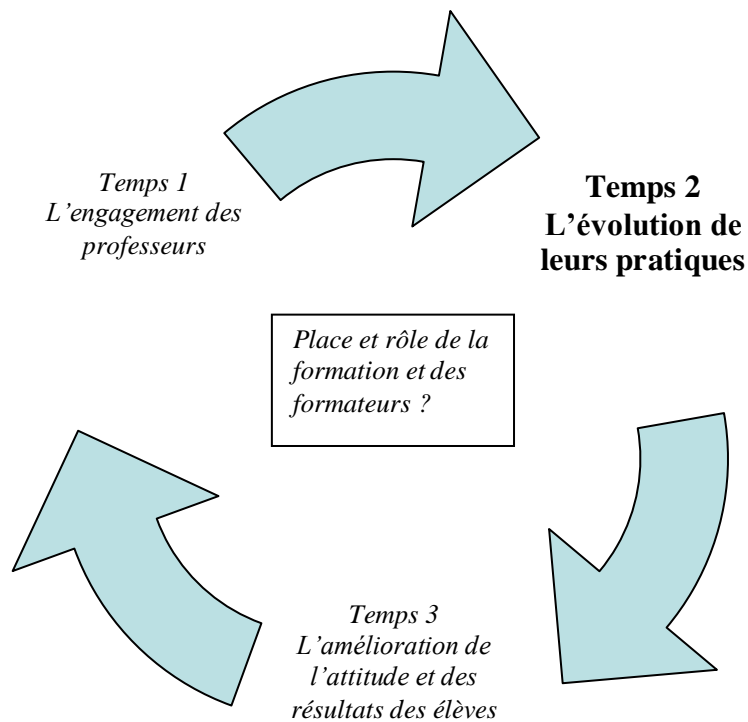 Temps 1
L'engagement des
professeurs
Temps 2
L'évolution de
leurs pratiques
Place et rôle de la
formation et des
formateurs ?
Temps 3
L'amélioration de
l'attitude et des
résultats des élèves